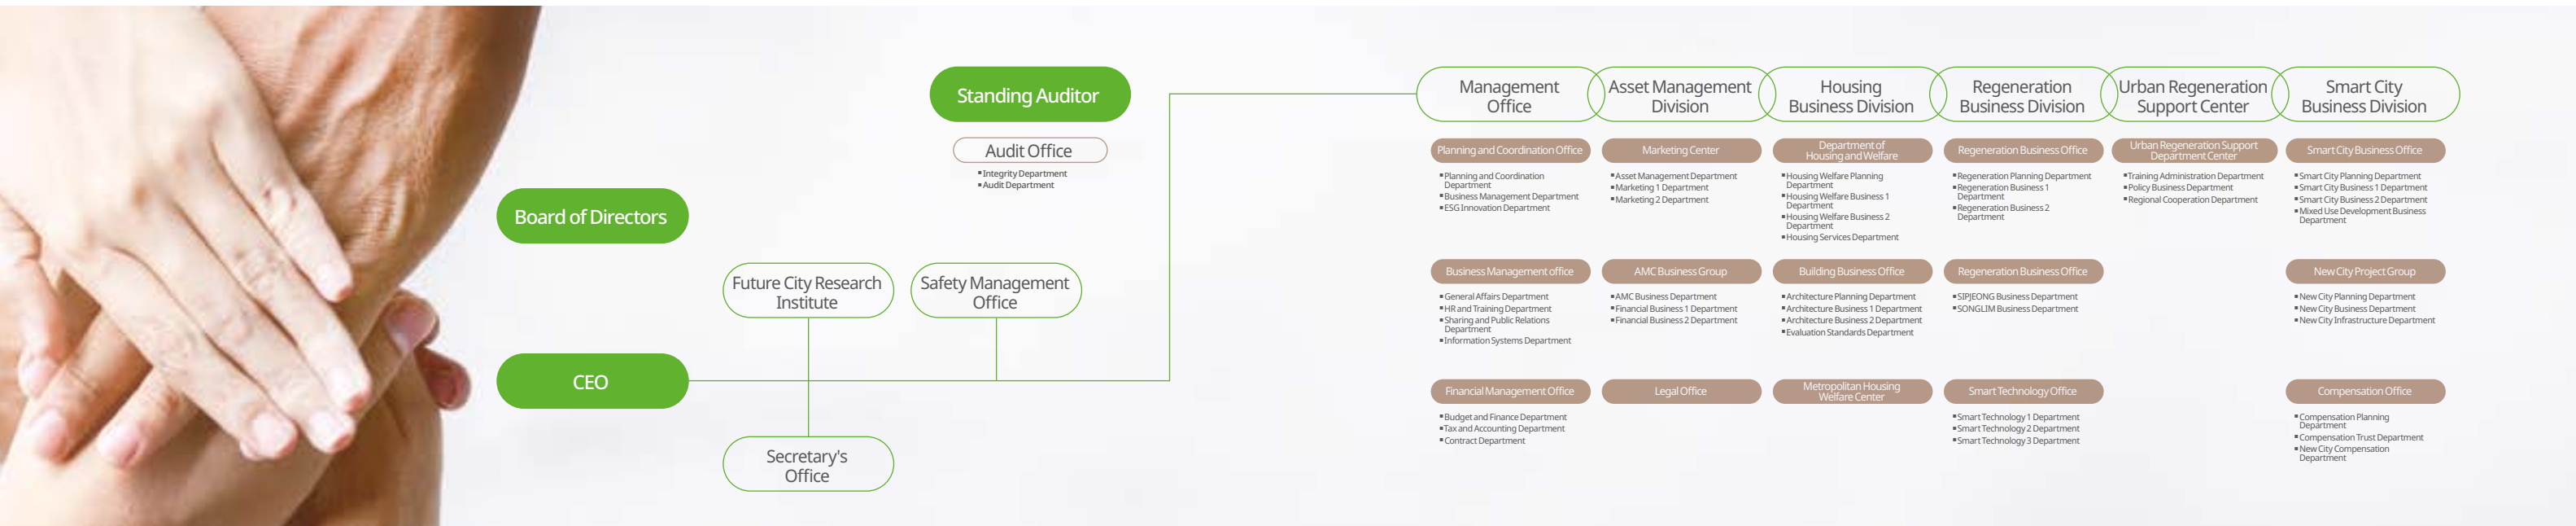 Standing Auditor
Audit Office
▪Integrity Department
▪Audit Department
Board of Directors
Future City Research
Institute
Safety Management
Office
CEO
Secretary's
Office
Management
Office
Planning and Coordination Office
▪Planning and Coordination
Department
▪Business Management Department
▪ESG Innovation Department
Business Management office
▪General Affairs Department
▪HR and Training Department
▪Sharing and Public Relations
Department
▪Information Systems Department
Financial Management Office
▪Budget and Finance Department
▪Tax and Accounting Department
▪Contract Department
Asset Management
Division
Marketing Center
▪Asset Management Department
▪Marketing 1 Department
▪Marketing 2 Department
AMC Business Group
▪AMC Business Department
▪Financial Business 1 Department
▪Financial Business 2 Department
Legal Office
Housing
Business Division
Department of
Housing and Welfare
▪Housing Welfare Planning
Department
▪Housing Welfare Business 1
Department
▪Housing Welfare Business 2
Department
▪Housing Services Department
Building Business Office
▪Architecture Planning Department
▪Architecture Business 1 Department
▪Architecture Business 2 Department
▪Evaluation Standards Department
Metropolitan Housing
Welfare Center
Regeneration
Business Division
Regeneration Business Office
▪Regeneration Planning Department
▪Regeneration Business 1
Department
▪Regeneration Business 2
Department
Regeneration Business Office
▪SIPJEONG Business Department
▪SONGLIM Business Department
Smart Technology Office
▪Smart Technology 1 Department
▪Smart Technology 2 Department
▪Smart Technology 3 Department
Urban Regeneration
Support Center
Urban Regeneration Support
Department Center
▪Training Administration Department
▪Policy Business Department
▪Regional Cooperation Department
Smart City
Business Division
Smart City Business Office
▪Smart City Planning Department
▪Smart City Business 1 Department
▪Smart City Business 2 Department
▪Mixed Use Development Business
Department
New City Project Group
▪New City Planning Department
▪New City Business Department
▪New City Infrastructure Department
Compensation Office
▪Compensation Planning
Department
▪Compensation Trust Department
▪New City Compensation
Department